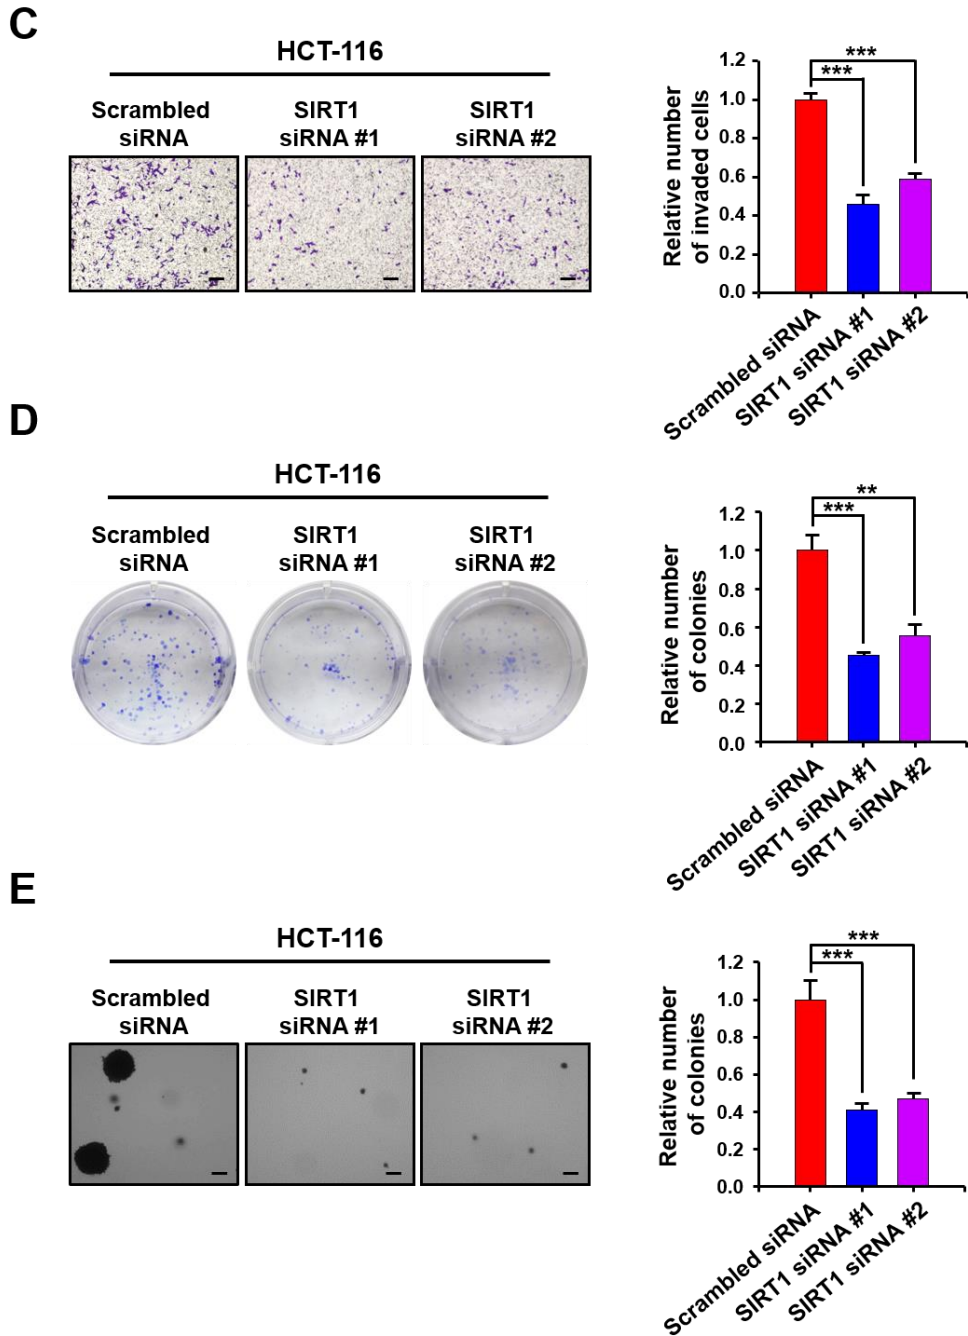 C
HCT-116
Scrambled
siRNA
SIRT1
siRNA #1
SIRT1
siRNA #2
Relative number
of invaded cells
1.2
1.0
0.8
0.6
0.4
0.2
0.0
***
***
Scrambled siRNA
SIRT1 siRNA #1
SIRT1 siRNA #2
D
HCT-116
Scrambled
siRNA
SIRT1
siRNA #1
SIRT1
siRNA #2
Relative number
of colonies
1.2
1.0
0.8
0.6
0.4
0.2
0.0
**
***
Scrambled siRNA
SIRT1 siRNA #1
SIRT1 siRNA #2
E
HCT-116
Scrambled
siRNA
SIRT1
siRNA #1
SIRT1
siRNA #2
Relative number
of colonies
1.2
1.0
0.8
0.6
0.4
0.2
0.0
***
***
Scrambled siRNA
SIRT1 siRNA #1
SIRT1 siRNA #2